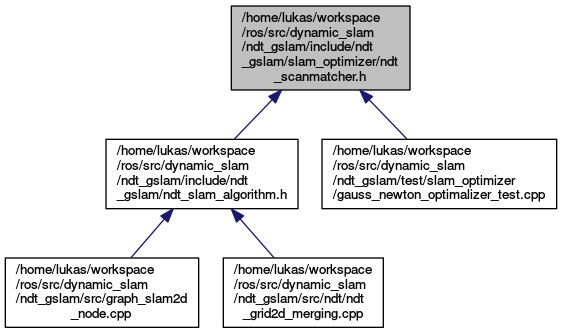 /home/lukas/workspace
/ros/src/dynamic_slam
/ndt_gslam/include/ndt
_gslam/slam_optimizer/ndt
_scanmatcher.h
/home/lukas/workspace
/ros/src/dynamic_slam
/ndt_gslam/include/ndt
_gslam/ndt_slam_algorithm.h
/home/lukas/workspace
/ros/src/dynamic_slam
/ndt_gslam/test/slam_optimizer
/gauss_newton_optimalizer_test.cpp
/home/lukas/workspace
/ros/src/dynamic_slam
/ndt_gslam/src/graph_slam2d
_node.cpp
/home/lukas/workspace
/ros/src/dynamic_slam
/ndt_gslam/src/ndt/ndt
_grid2d_merging.cpp